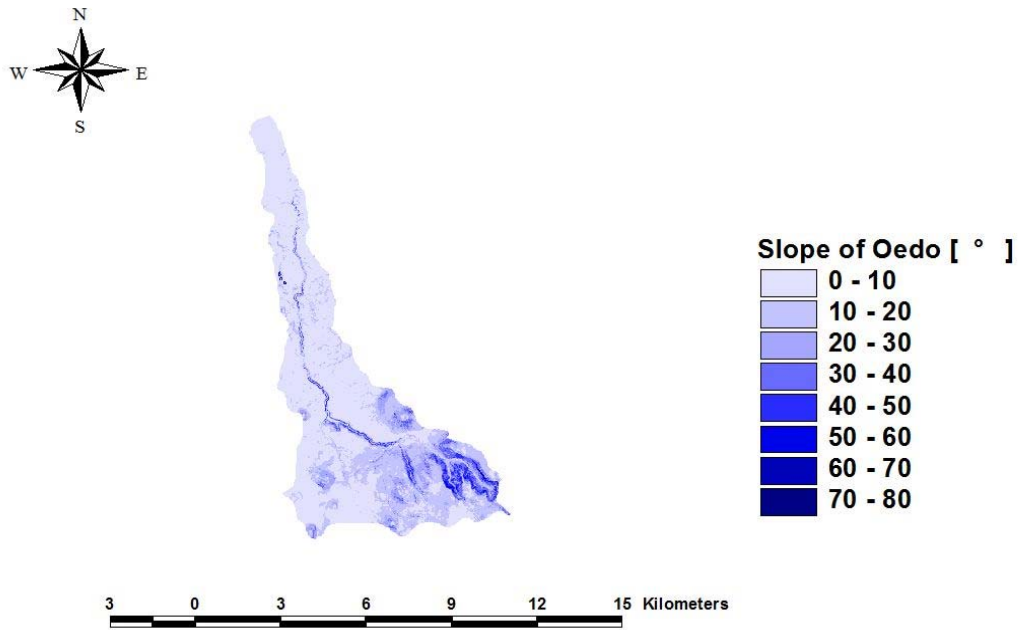 N
W E
S
Slope of Oedo [ ° ]
0 - 10
10 - 20
20 - 30
30 - 40
40 - 50
50 - 60
60 - 70
70 - 80
3 0 3 6 9 12 15 Kilometers